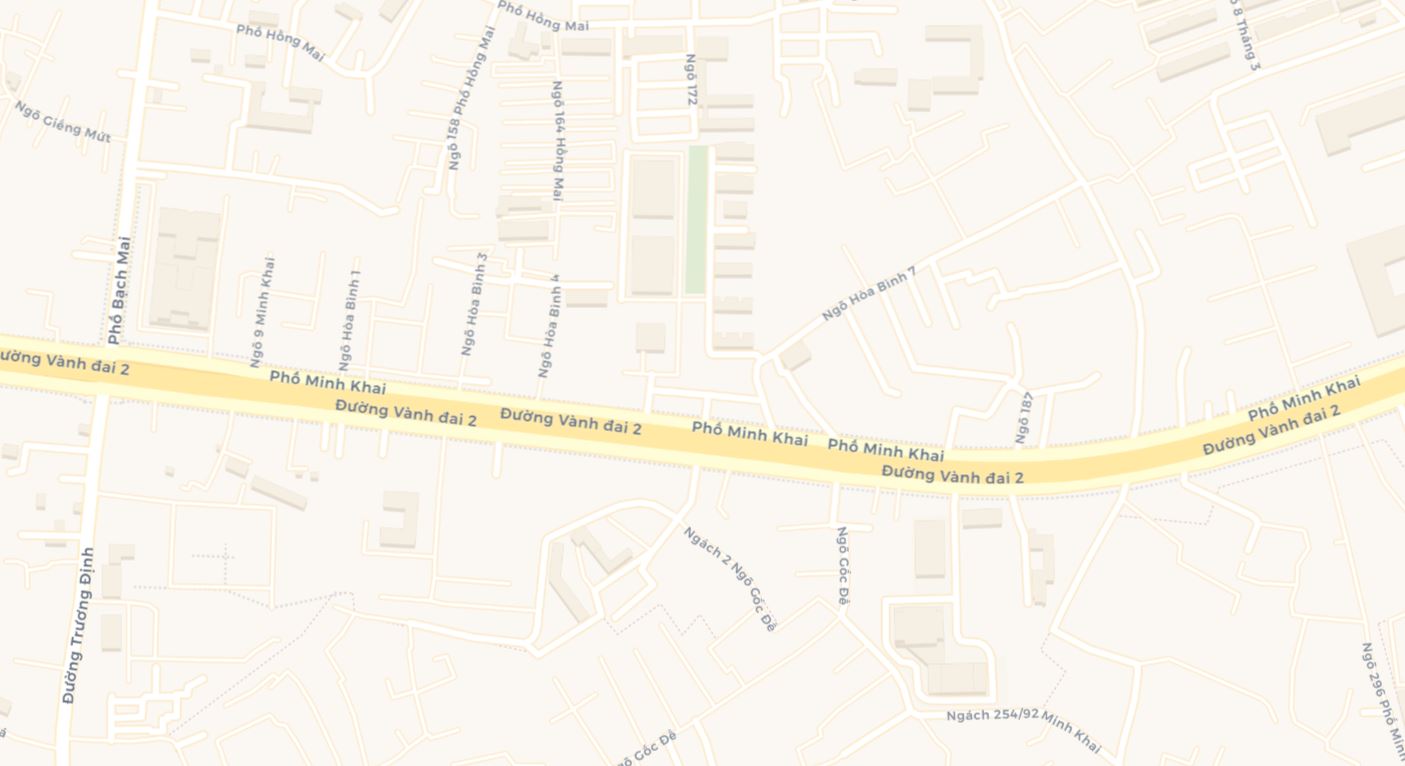 Phố Hồng Mai
Phố Hồng Mai
Ngõ 8 Tháng 3
Ngõ 158 Phố Hồng Mai
Ngõ 172
Ngõ 164 Hồng Mai
Ngõ Giếng Mứt
Phố Bạch Mai
Ngõ 9 Minh Khai
Ngõ Hòa Bình 1
Ngõ Hòa Bình 3
Ngõ Hòa Bình 4
Ngõ Hòa Bình 7
ường Vành đai 2
Phố Minh Khai
Đường Vành đai 2
Đường Vành đai 2
Phố Minh Khai
Phố Minh Khai
Đường Vành đai 2
Ngõ 187
Phố Minh Khai
Đường Vành đai 2
Ngách 2 Ngõ Gốc Đề
Ngõ Gốc Đề
Đường Trương Định
Ngõ 296 Phố Minh
Ngách 254/92 Minh Khai
gõ Gốc Đề